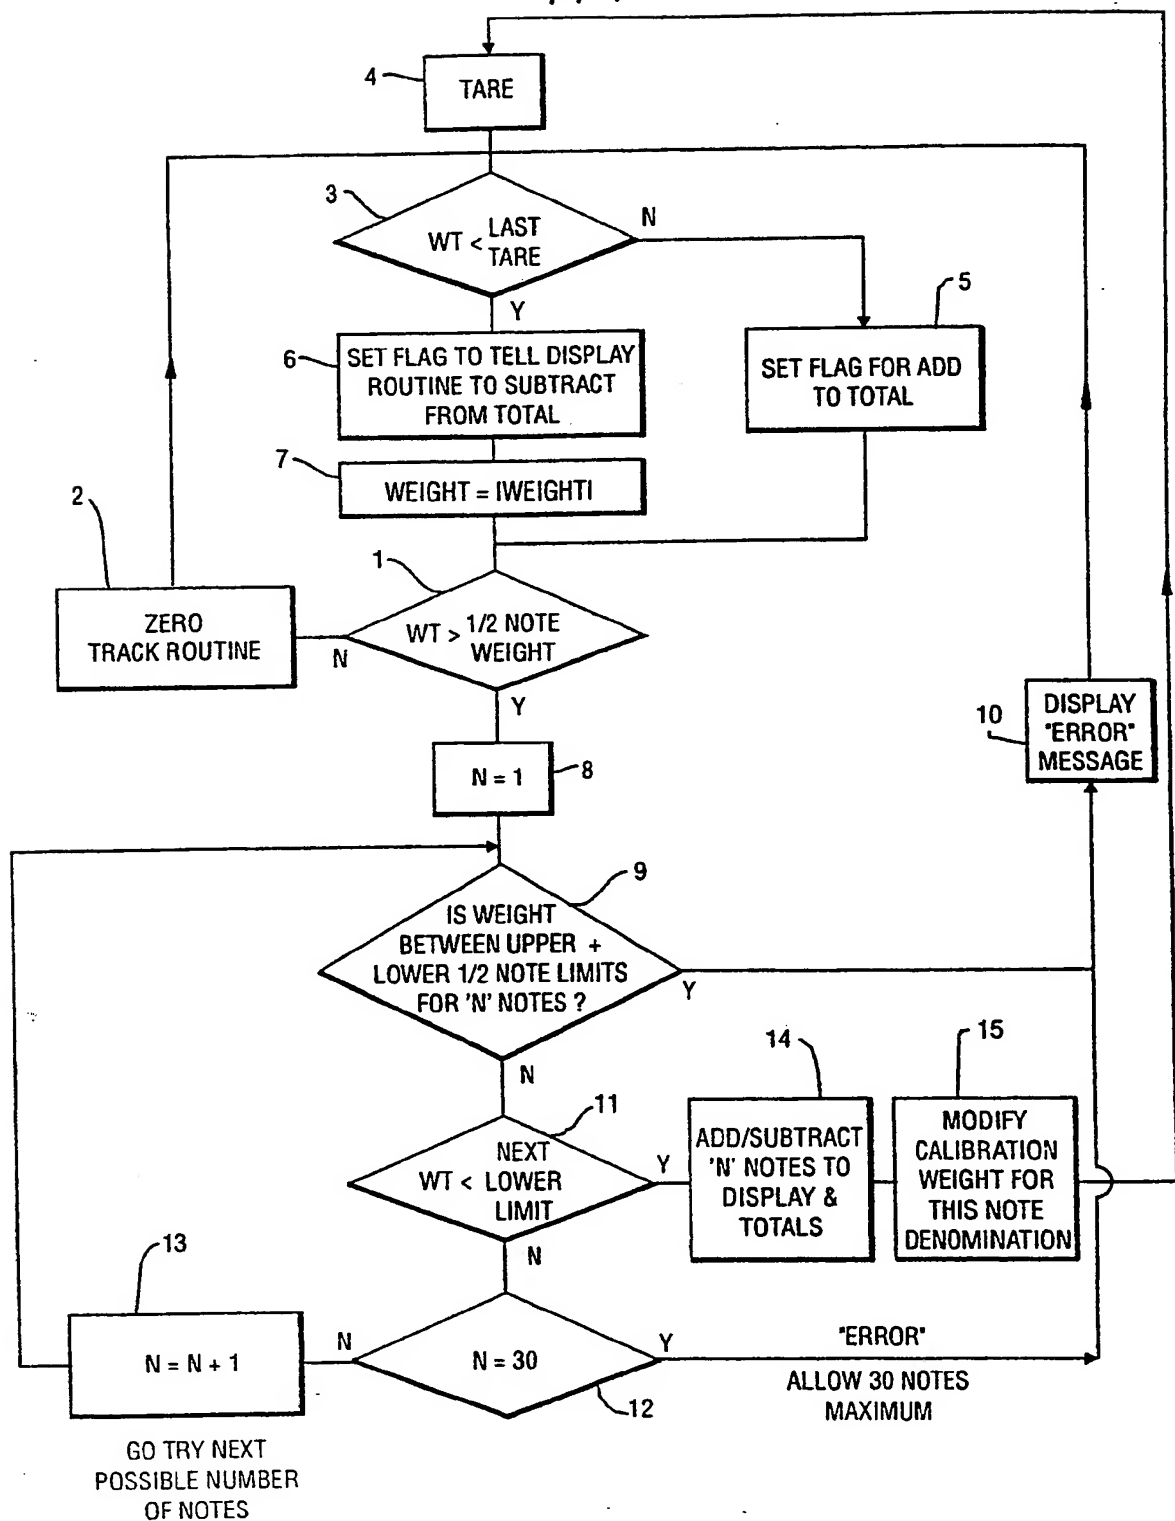 4
TARE
3
WT < LAST
TARE
N
Y
5
6
SET FLAG TO TELL DISPLAY
ROUTINE TO SUBTRACT
FROM TOTAL
SET FLAG FOR ADD
TO TOTAL
7
WEIGHT = IWEIGHTI
2
1
ZERO
TRACK ROUTINE
WT > 1/2 NOTE
WEIGHT
N
Y
10
DISPLAY
"ERROR"
MESSAGE
N = 1
8
9
IS WEIGHT
BETWEEN UPPER +
LOWER 1/2 NOTE LIMITS
FOR 'N' NOTES ?
Y
N
11
NEXT
WT < LOWER
LIMIT
Y
N
14
ADD/SUBTRACT
'N' NOTES TO
DISPLAY &
TOTALS
15
MODIFY
CALIBRATION
WEIGHT FOR
THIS NOTE
DENOMINATION
13
N = N + 1
N
N = 30
Y
12
"ERROR"
ALLOW 30 NOTES
MAXIMUM
GO TRY NEXT
POSSIBLE NUMBER
OF NOTES